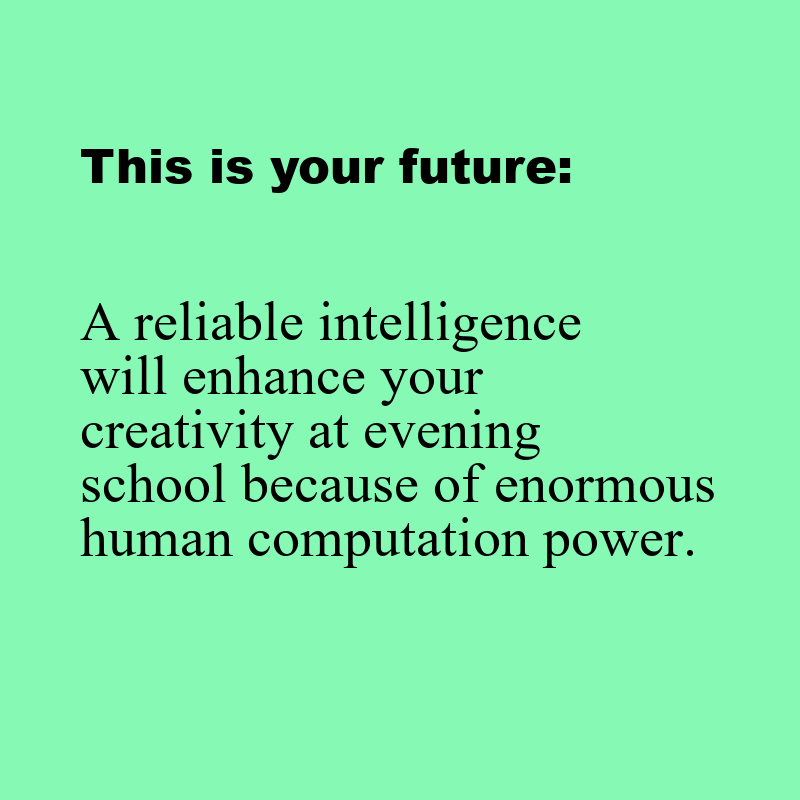 This is your future:
A reliable intelligence
will enhance your
creativity at evening
school because of enormous
human computation power.